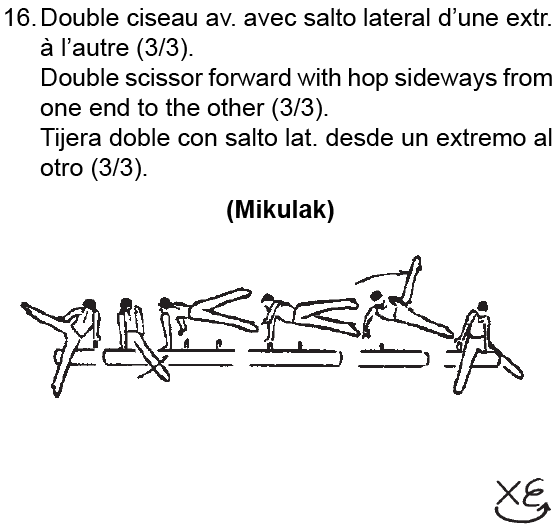 16. Double ciseau av. avec salto lateral d’une extr.
à l’autre (3/3).
Double scissor forward with hop sideways from
one end to the other (3/3).
Tijera doble con salto lat. desde un extremo al
otro (3/3).
(Mikulak)